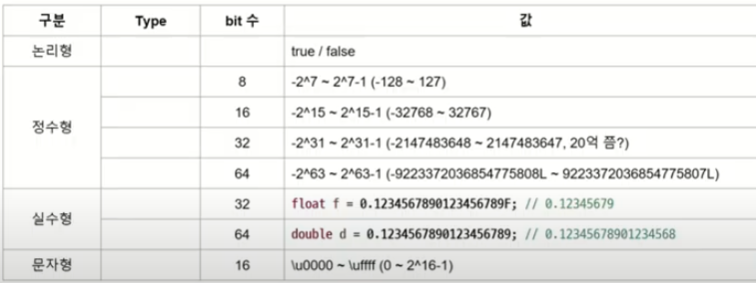 구분 Type bit 수 값
논리형 true / false
정수형
8 -2^7 ~ 2^7-1 (-128 ~ 127)
16 -2^15 ~ 2^15-1 (-32768 ~ 32767)
32 -2^31 ~ 2^31-1 (-2147483648 ~ 2147483647, 20억 쯤?)
64 -2^63 ~ 2^63-1 (-9223372036854775808L ~ 9223372036854775807L)
실수형
32 float f = 0.1234567890123456789F; // 0.12345679
64 double d = 0.1234567890123456789; // 0.12345678901234568
문자형 16 \u0000 ~ \uffff (0 ~ 2^16-1)